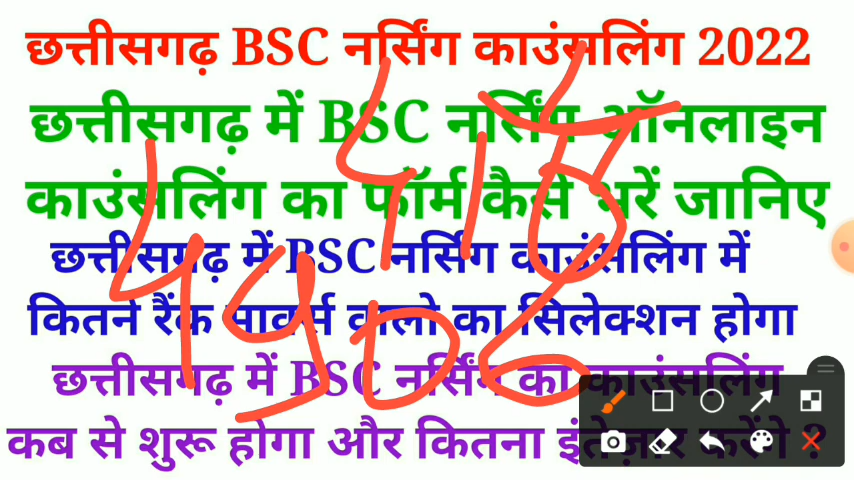 छत्तीसगढ़ BSC नर्सिंग काउंसलिंग 2022
छत्तीसगढ़ में BSC नर्सिंग ऑनलाइन
काउंसलिंग का फॉर्म कैसे भरें जानिए
छत्तीसगढ़ में BSC नर्सिंग काउंसलिंग में
कितने रैंक मार्क्स वालो का सिलेक्शन होगा
छत्तीसगढ़ में BSC नर्सिंग का काउंसलिंग
कब से शुरू होगा और कितना इंतेज़ार करेंगे ?